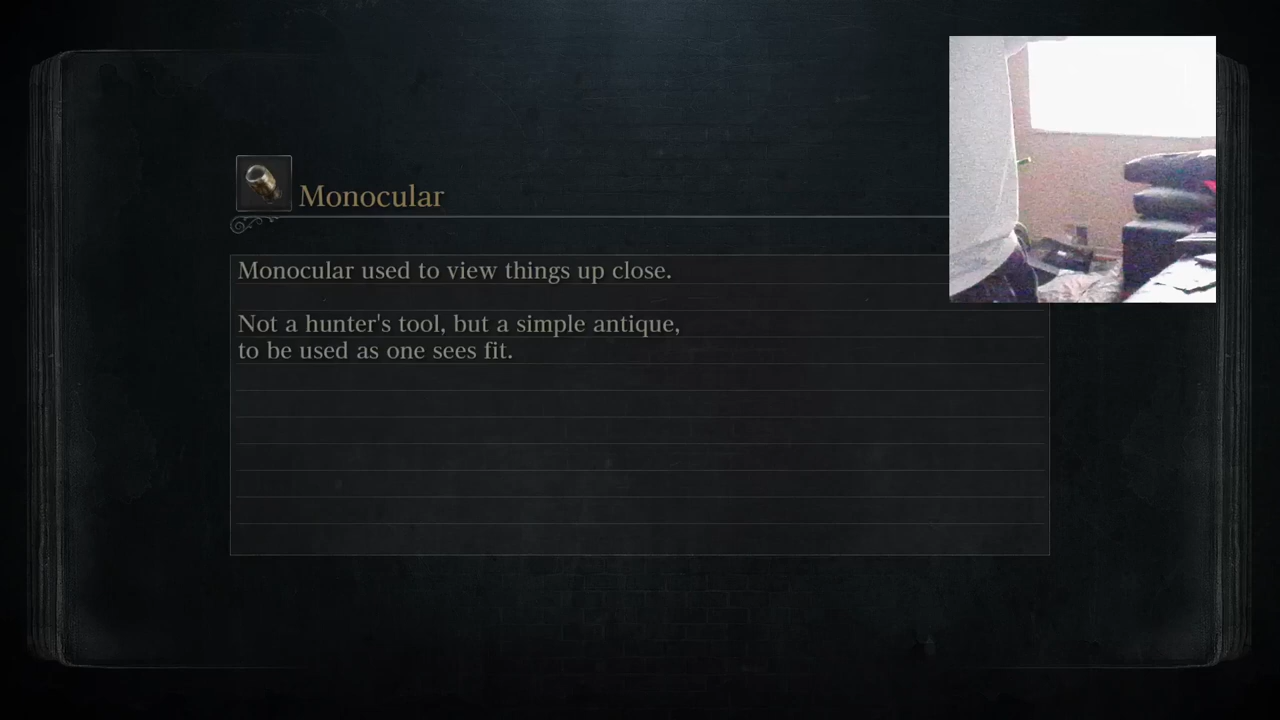 Monocular
Monocular used to view things up close.
Not a hunter's tool, but a simple antique,
to be used as one sees fit.